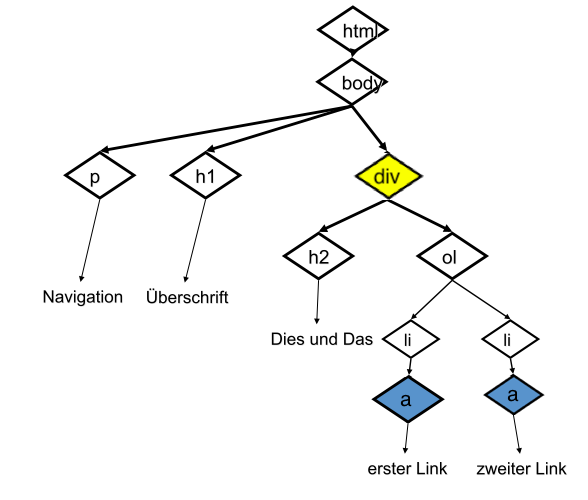 html
body
p
h1
div
h2
ol
Navigation
Überschrift
Dies und Das
li
li
a
a
erster Link
zweiter Link